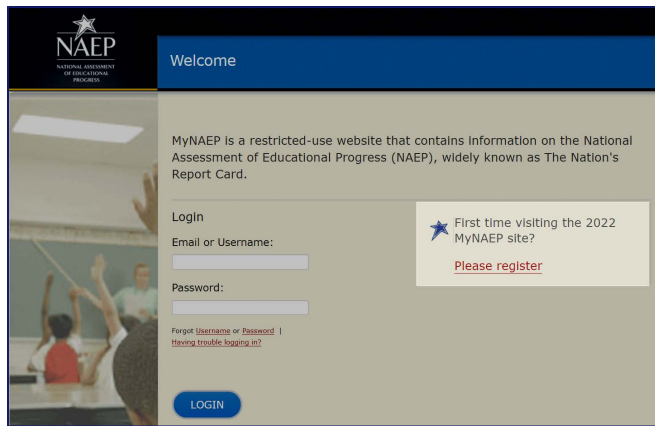 NAEP
NATIONAL ASSESSMENT
OF EDUCATIONAL
PROGRESS
Welcome
MyNAEP is a restricted-use website that contains information on the National
Assessment of Educational Progress (NAEP), widely known as The Nation's
Report Card.
Login
Email or Username:
Password:
Forgot Username or Password |
Having trouble logging in?
LOGIN
First time visiting the 2022
MyNAEP site?
Please register